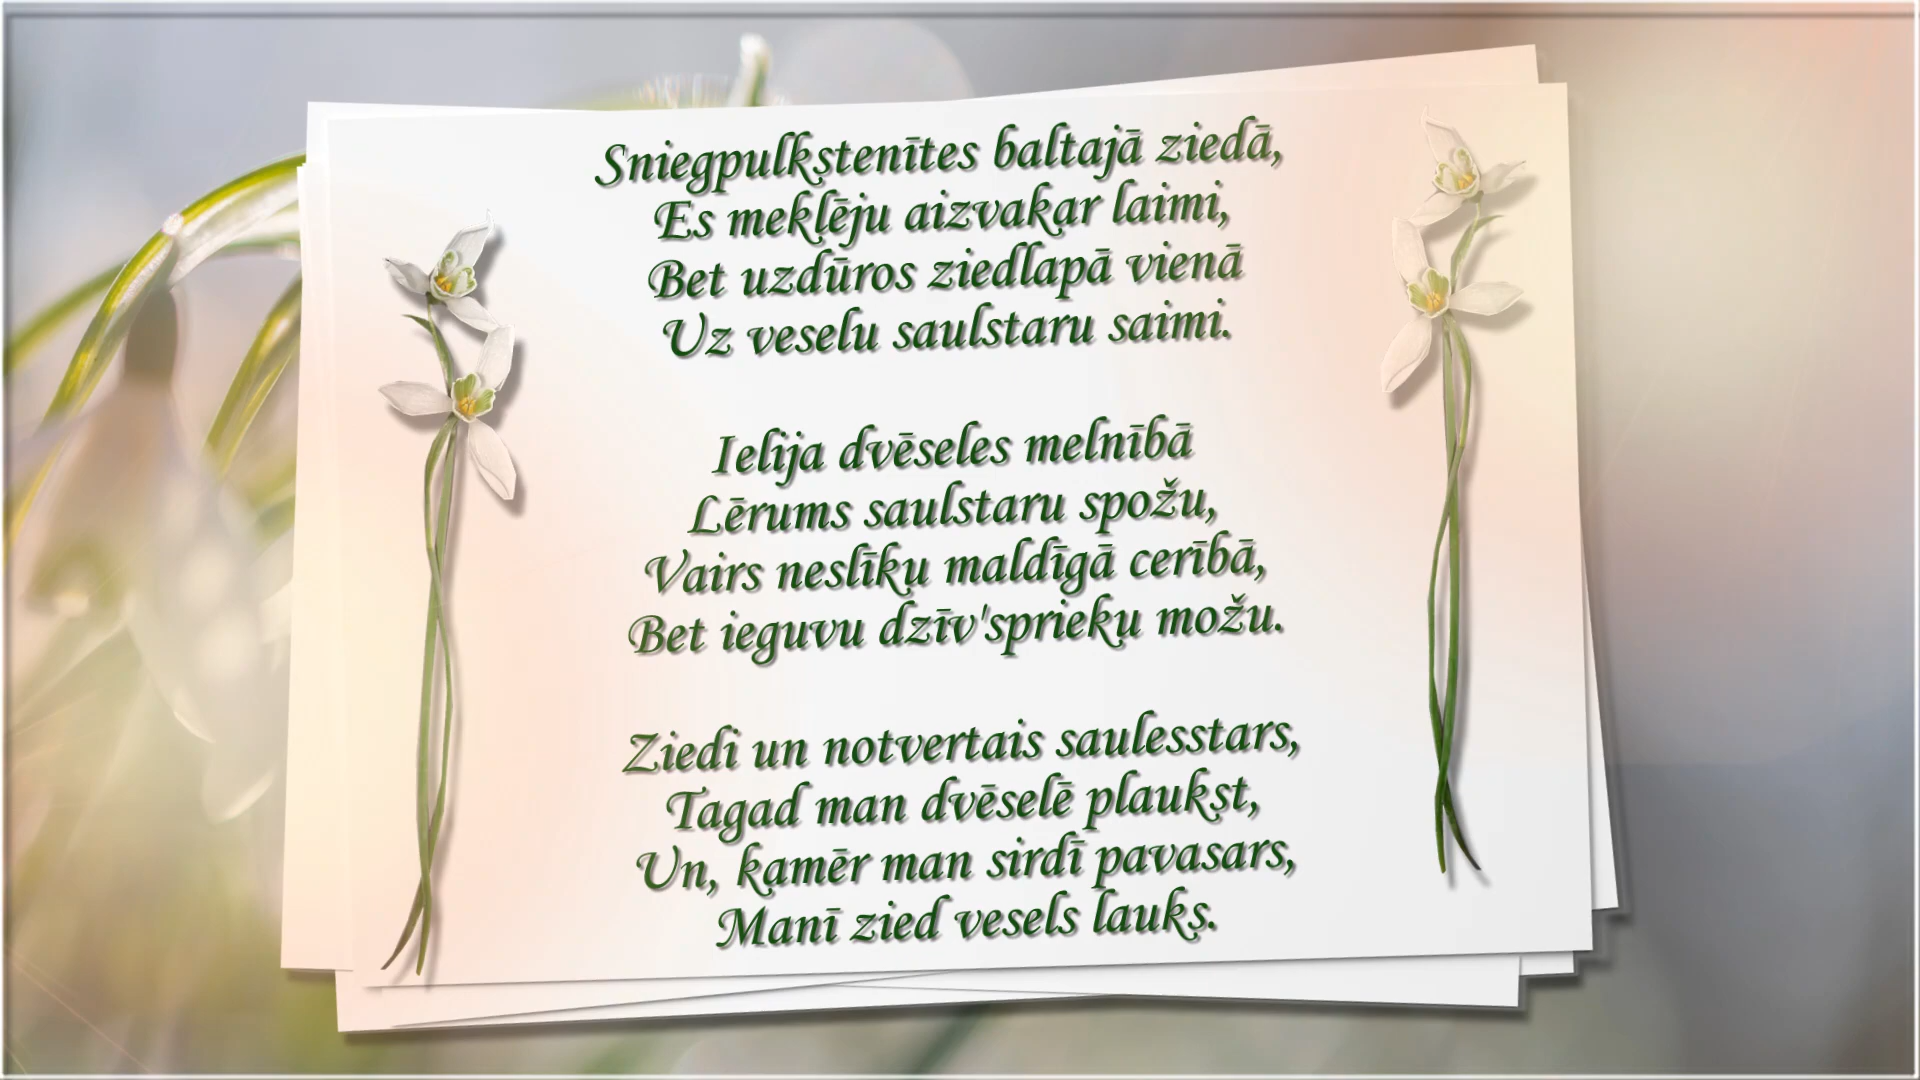 Sniegpulkstenītes baltajā ziedā,
Es meklēju aizvakar laimi,
Bet uzdūros ziedlapā vienā
Uz veselu saulstaru saimi.
Ielija dvēseles melnībā
Lērums saulstaru spožu,
Vairs neslīku maldīgā cerībā,
Bet ieguvu dzīv'sprieku možu.
Ziedi un notvertais saulesstars,
Tagad man dvēselē plaukst,
Un, kamēr man sirdī pavasars,
Manī zied vesels lauks.